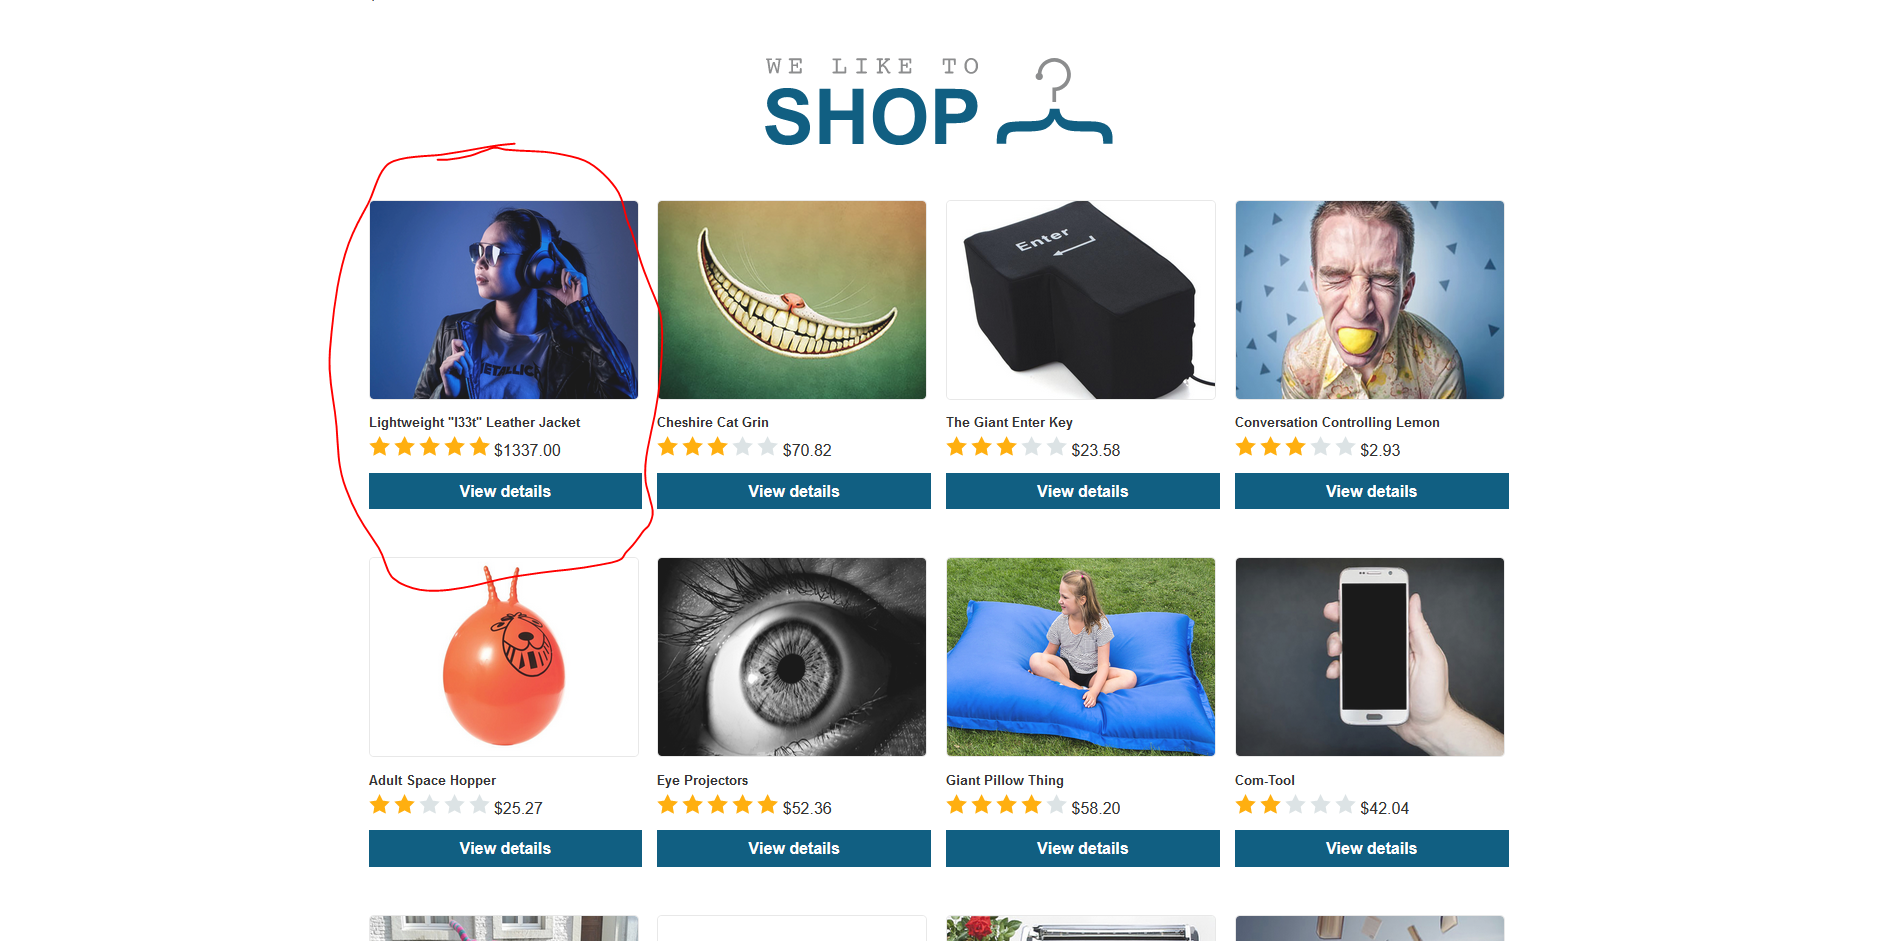 WE LIKE TO
SHOP
Enter
Lightweight "l33t" Leather Jacket
$1337.00
View details
Cheshire Cat Grin
$70.82
View details
The Giant Enter Key
$23.58
View details
Conversation Controlling Lemon
$2.93
View details
Adult Space Hopper
$25.27
View details
Eye Projectors
$52.36
View details
Giant Pillow Thing
$58.20
View details
Com-Tool
$42.04
View details